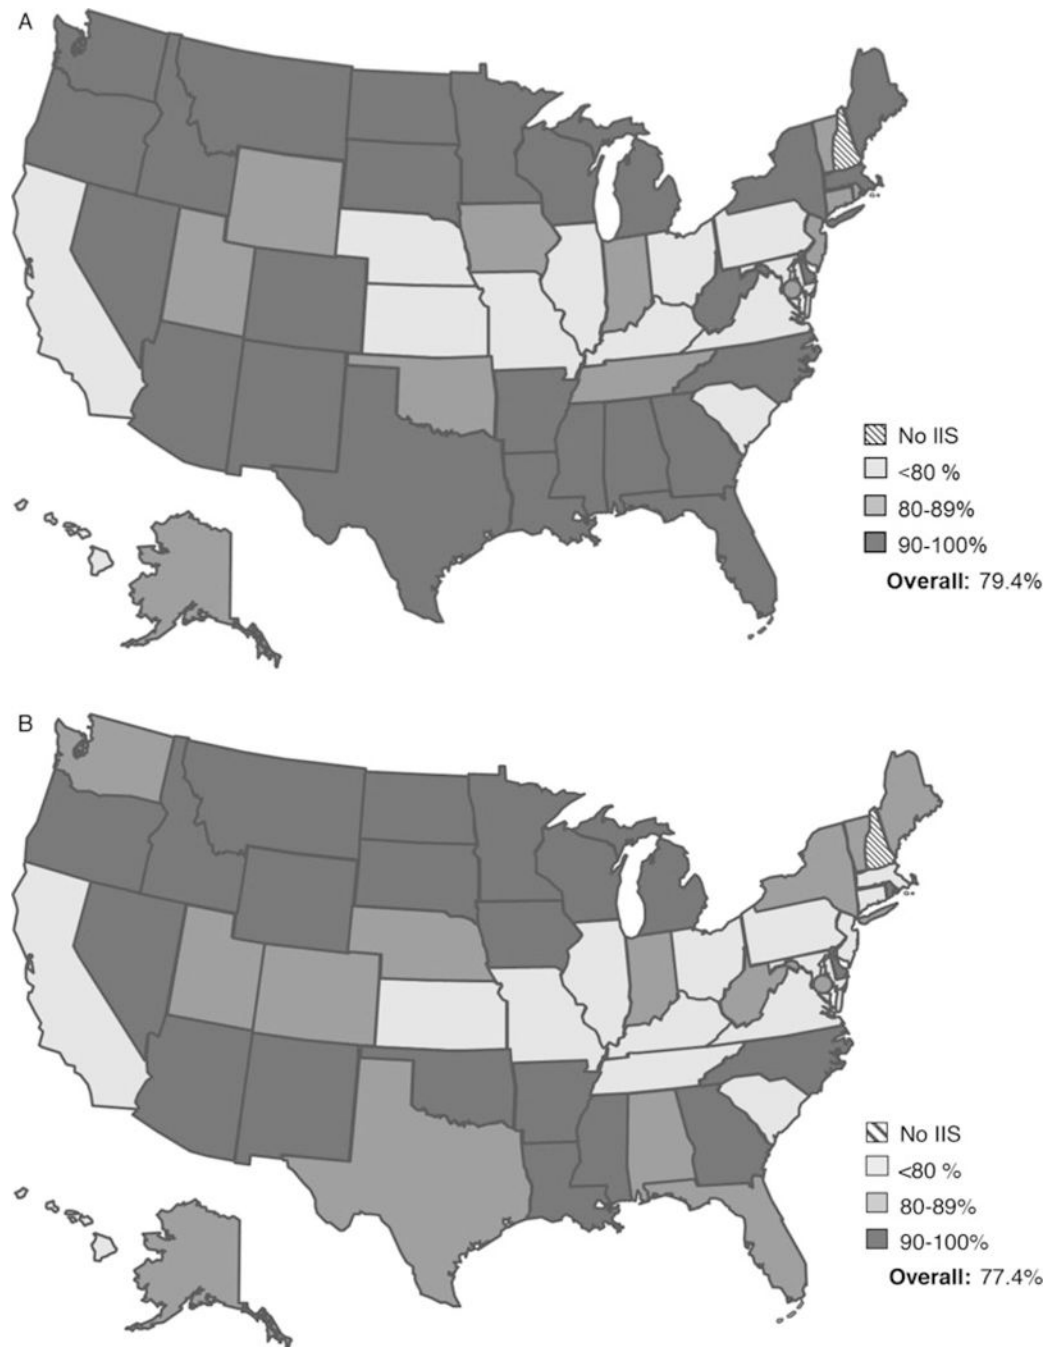 A
No IIS
<80 %
80-89%
90-100%
Overall: 79.4%
B
No IIS
<80 %
80-89%
90-100%
Overall: 77.4%